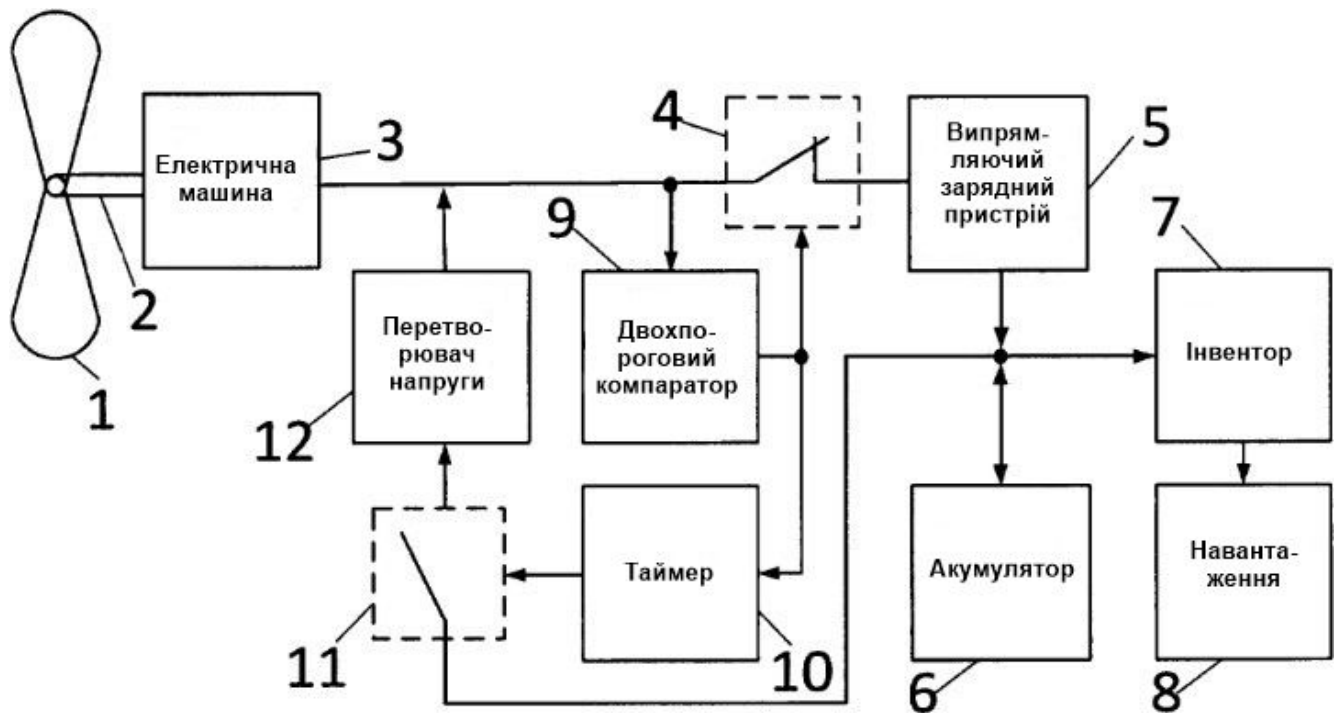 4
Електрична
машина
3
Випрям-
ляючий
зарядний
пристрій
5
2
1
9
7
Перетво-
рювач
напруги
12
Двохпо-
роговий
компаратор
Інвентор
Таймер
11
10
Акумулятор
6
Наванта-
ження
8